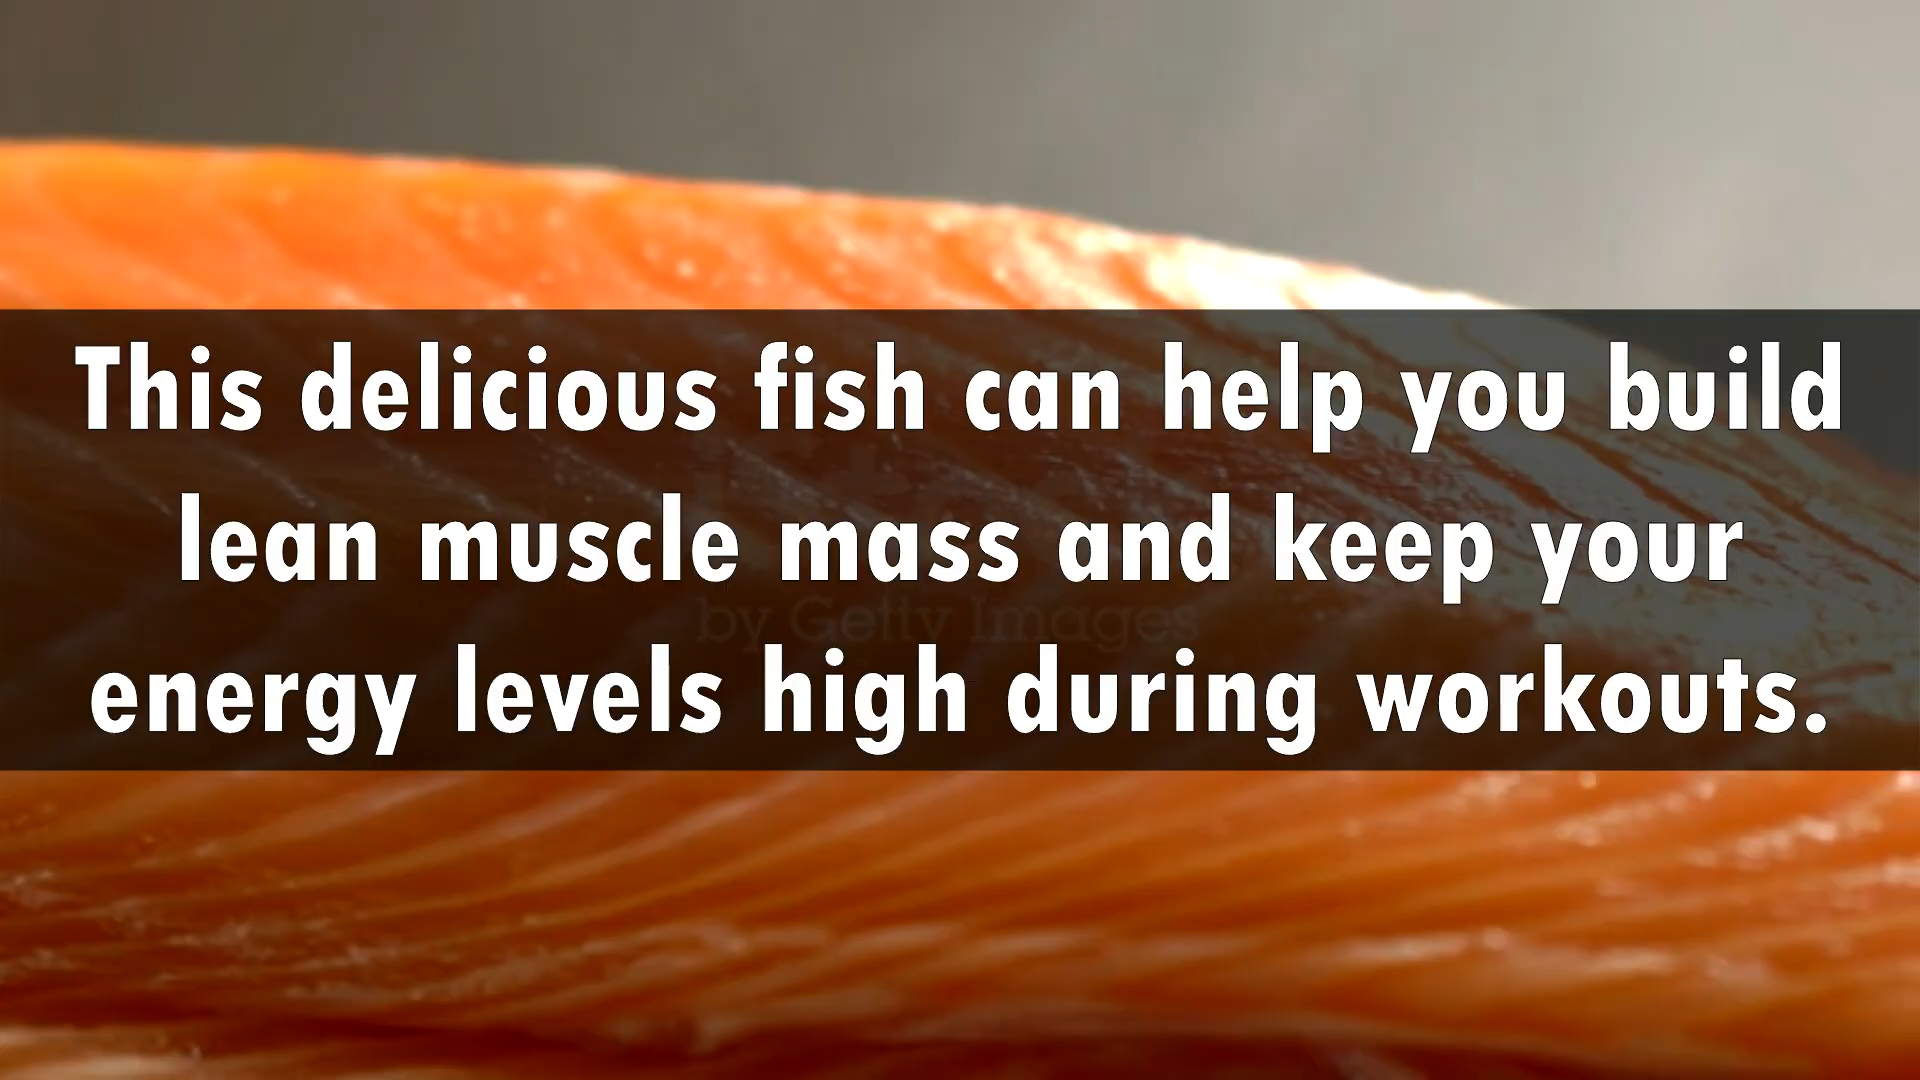 This delicious fish can help you build
lean muscle mass and keep your
by Getty Images
energy levels high during workouts.